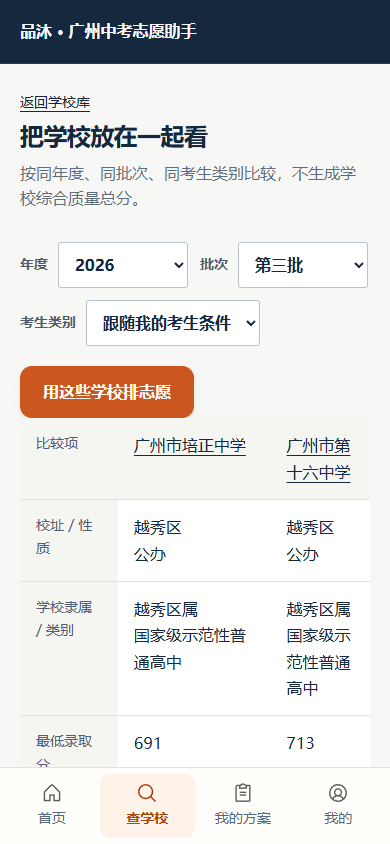 品沐 • 广州中考志愿助手
返回学校库
把学校放在一起看
按同年度、同批次、同考生类别比较，不生成学
校综合质量总分。
年度 2026 批次 第三批
考生类别 跟随我的考生条件
用这些学校排志愿
比较项 广州市培正中学 广州市第
十六中学
校址 / 性 越秀区 越秀区
质 公办 公办
学校隶属 越秀区属 越秀区属
/ 类别 国家级示范性普 国家级示
通高中 范性普通
高中
最低录取 691 713
分
首页 查学校 我的方案 我的